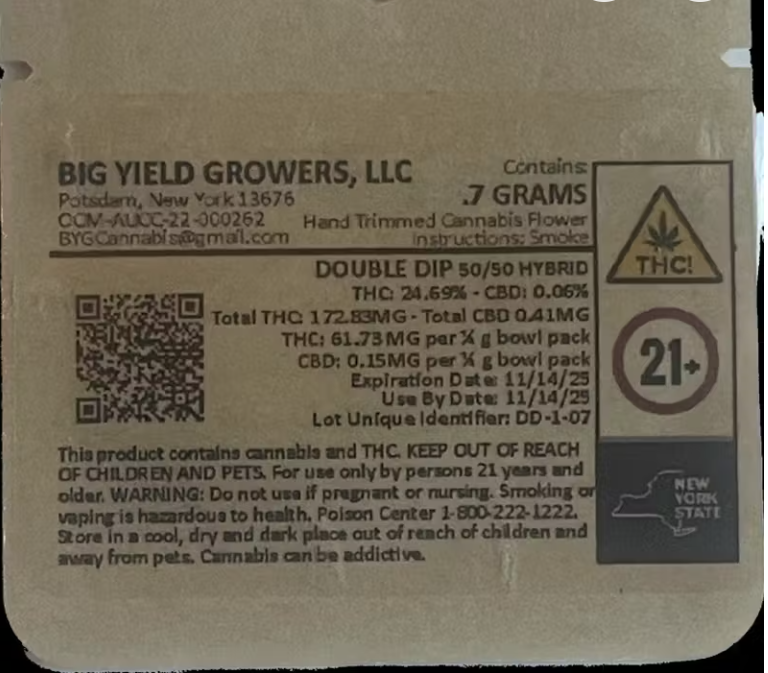 BIG YIELD GROWERS, LLC
Potsdam, New York 13676
OCM-AUCC-22-000262
BYGCannabis@gmail.com
Contains:
.7 GRAMS
Hand Trimmed Cannabis Flower
Instructions: Smoke
DOUBLE DIP 50/50 HYBRID
THC: 24.69% - CBD: 0.06%
Total THC: 172.83MG - Total CBD 0.41MG
THC: 61.73 MG per ¼ g bowl pack
CBD: 0.15MG per ¼ g bowl pack
Expiration Date: 11/14/25
Use By Date: 11/14/25
Lot Unique Identifier: DD-1-07
This product contains cannabis and THC. KEEP OUT OF REACH
OF CHILDREN AND PETS. For use only by persons 21 years and
older. WARNING: Do not use if pregnant or nursing. Smoking or
vaping is hazardous to health. Poison Center 1-800-222-1222.
Store in a cool, dry and dark place out of reach of children and
away from pets. Cannabis can be addictive.
THC!
21+
NEW
YORK
STATE